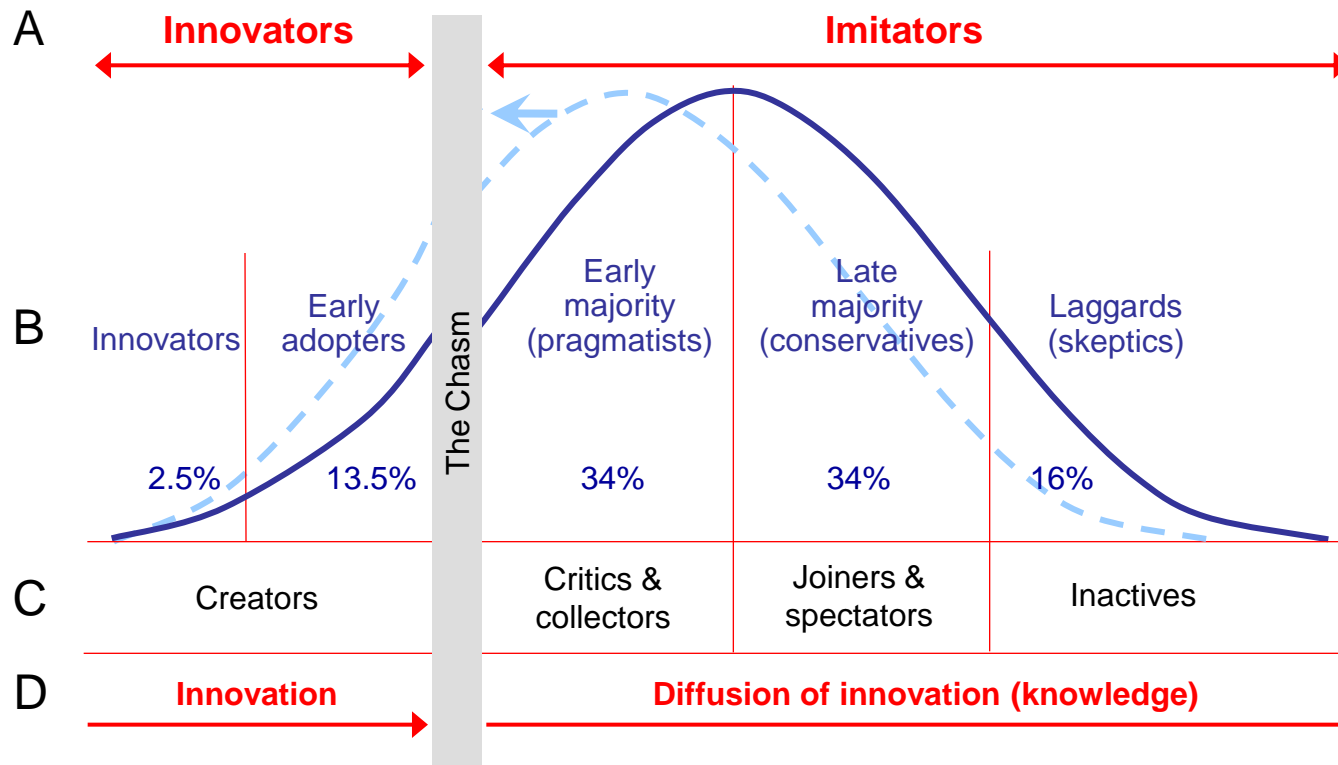 A
Innovators
Imitators
B
Innovators
Early
adopters
The Chasm
Early
majority
(pragmatists)
Late
majority
(conservatives)
Laggards
(skeptics)
2.5%
13.5%
34%
34%
16%
C
Creators
Critics &
collectors
Joiners &
spectators
Inactives
D
Innovation
Diffusion of innovation (knowledge)